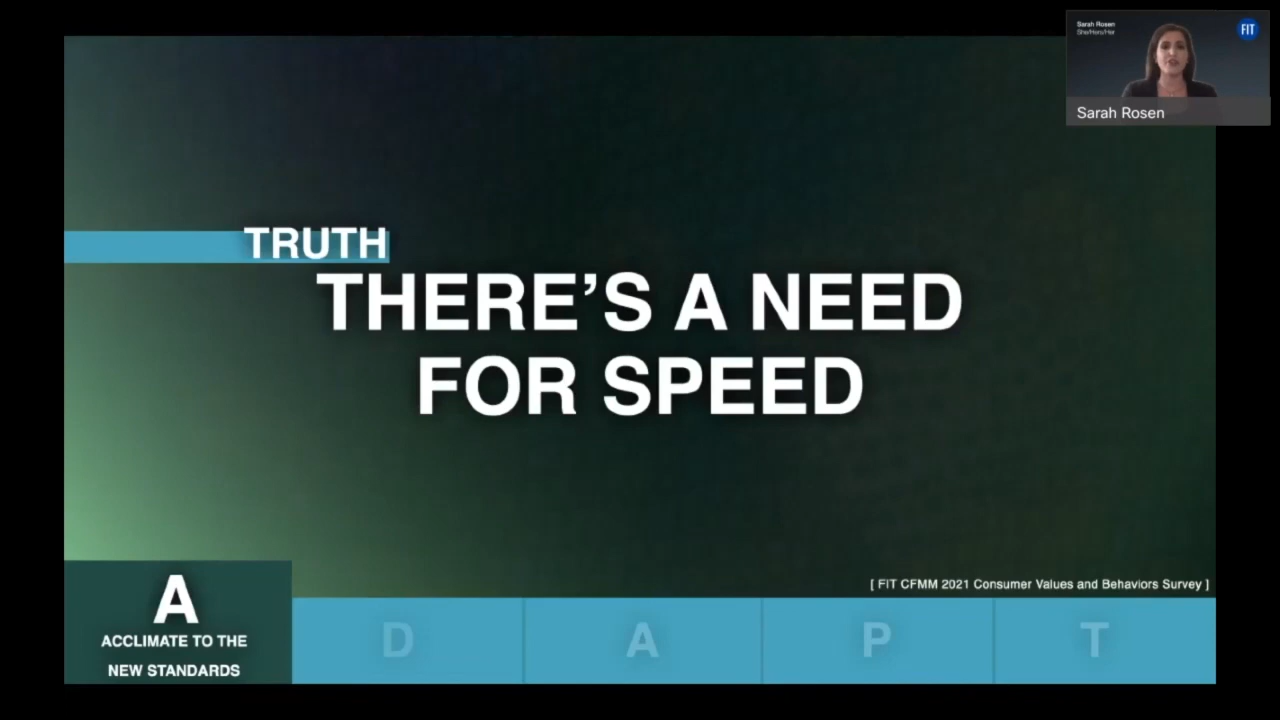 Sarah Rosen
She/Hers/Her
FIT
Sarah Rosen
TRUTH
THERE'S A NEED
FOR SPEED
[ FIT CFMM 2021 Consumer Values and Behaviors Survey ]
A
ACCLIMATE TO THE
NEW STANDARDS
D
A
P
T